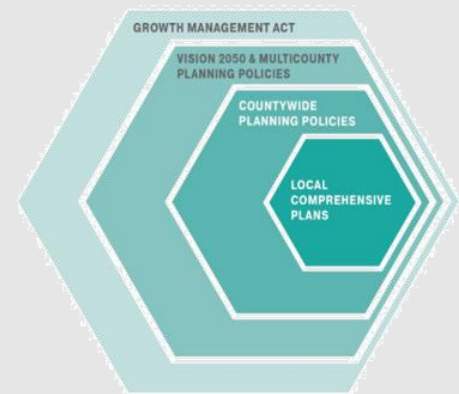 GROWTH MANAGEMENT ACT
VISION 2050 & MULTICOUNTY
PLANNING POLICIES
COUNTYWIDE
PLANNING POLICIES
LOCAL
COMPREHENSIVE
PLANS